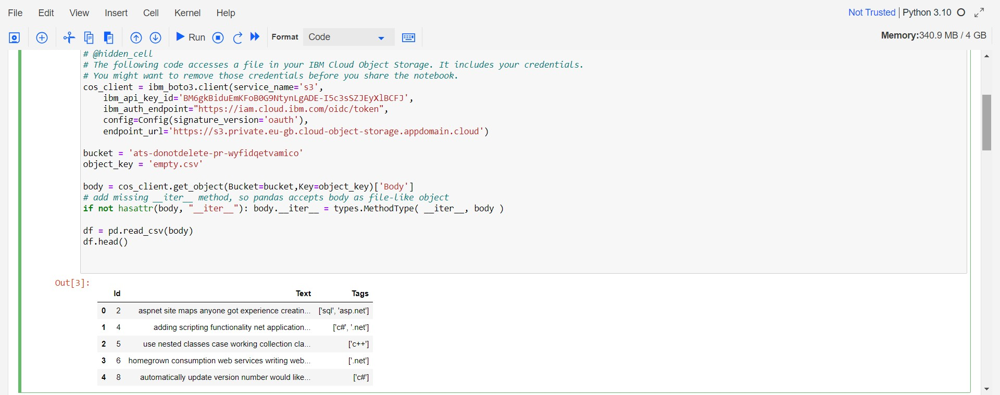 File Edit View Insert Cell Kernel Help Not Trusted Python 3.10
Run Format Code Memory:340.9 MB / 4 GB
# @hidden_cell
# The following code accesses a file in your IBM Cloud Object Storage. It includes your credentials.
# You might want to remove those credentials before you share the notebook.
cos_client = ibm_boto3.client(service_name='s3',
    ibm_api_key_id='BM6gkBiduEmKFoB0G9NtynLgADE-I5c3sSZJEyXlBCFJ',
    ibm_auth_endpoint="https://iam.cloud.ibm.com/oidc/token",
    config=Config(signature_version='oauth'),
    endpoint_url='https://s3.private.eu-gb.cloud-object-storage.appdomain.cloud')
bucket = 'ats-donotdelete-pr-wyfidqetvamico'
object_key = 'empty.csv'
body = cos_client.get_object(Bucket=bucket,Key=object_key)['Body']
# add missing __iter__ method, so pandas accepts body as file-like object
if not hasattr(body, "__iter__"): body.__iter__ = types.MethodType( __iter__, body )
df = pd.read_csv(body)
df.head()
Out[3]:
Id Text Tags
0 2 aspnet site maps anyone got experience creatin... ['sql', 'asp.net']
1 4 adding scripting functionality net application... ['c#', '.net']
2 5 use nested classes case working collection cla... ['c++']
3 6 homegrown consumption web services writing web... ['.net']
4 8 automatically update version number would like... ['c#']